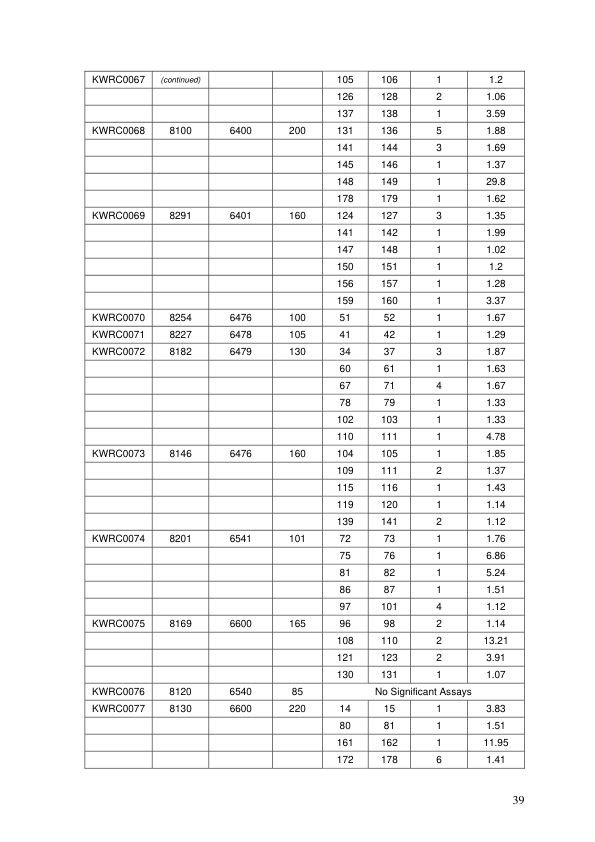 KWRC0067 (continued) 105 106 1 1.2
126 128 2 1.06
137 138 1 3.59
KWRC0068 8100 6400 200 131 136 5 1.88
141 144 3 1.69
145 146 1 1.37
148 149 1 29.8
178 179 1 1.62
KWRC0069 8291 6401 160 124 127 3 1.35
141 142 1 1.99
147 148 1 1.02
150 151 1 1.2
156 157 1 1.28
159 160 1 3.37
KWRC0070 8254 6476 100 51 52 1 1.67
KWRC0071 8227 6478 105 41 42 1 1.29
KWRC0072 8182 6479 130 34 37 3 1.87
60 61 1 1.63
67 71 4 1.67
78 79 1 1.33
102 103 1 1.33
110 111 1 4.78
KWRC0073 8146 6476 160 104 105 1 1.85
109 111 2 1.37
115 116 1 1.43
119 120 1 1.14
139 141 2 1.12
KWRC0074 8201 6541 101 72 73 1 1.76
75 76 1 6.86
81 82 1 5.24
86 87 1 1.51
97 101 4 1.12
KWRC0075 8169 6600 165 96 98 2 1.14
108 110 2 13.21
121 123 2 3.91
130 131 1 1.07
KWRC0076 8120 6540 85 No Significant Assays
KWRC0077 8130 6600 220 14 15 1 3.83
80 81 1 1.51
161 162 1 11.95
172 178 6 1.41
39